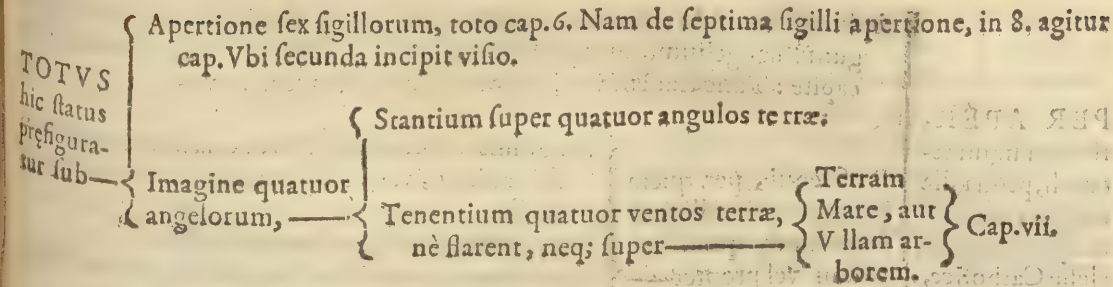 Apertione ſex ſigillorum, toto cap. 6. Nam de ſeptima ſigilli apertione, in 8. agitur
cap. Vbi ſecunda incipit viſio.
TOTVS
hic ſtatus
pręfigura-
tur ſub
Imagine quatuor
angelorum,
Stantium ſuper quatuor angulos terræ;
Tenentium quatuor ventos terræ,
nè flarent, neq; ſuper
Terram
Mare, aut
Vllam ar-
borem.
Cap. vii.